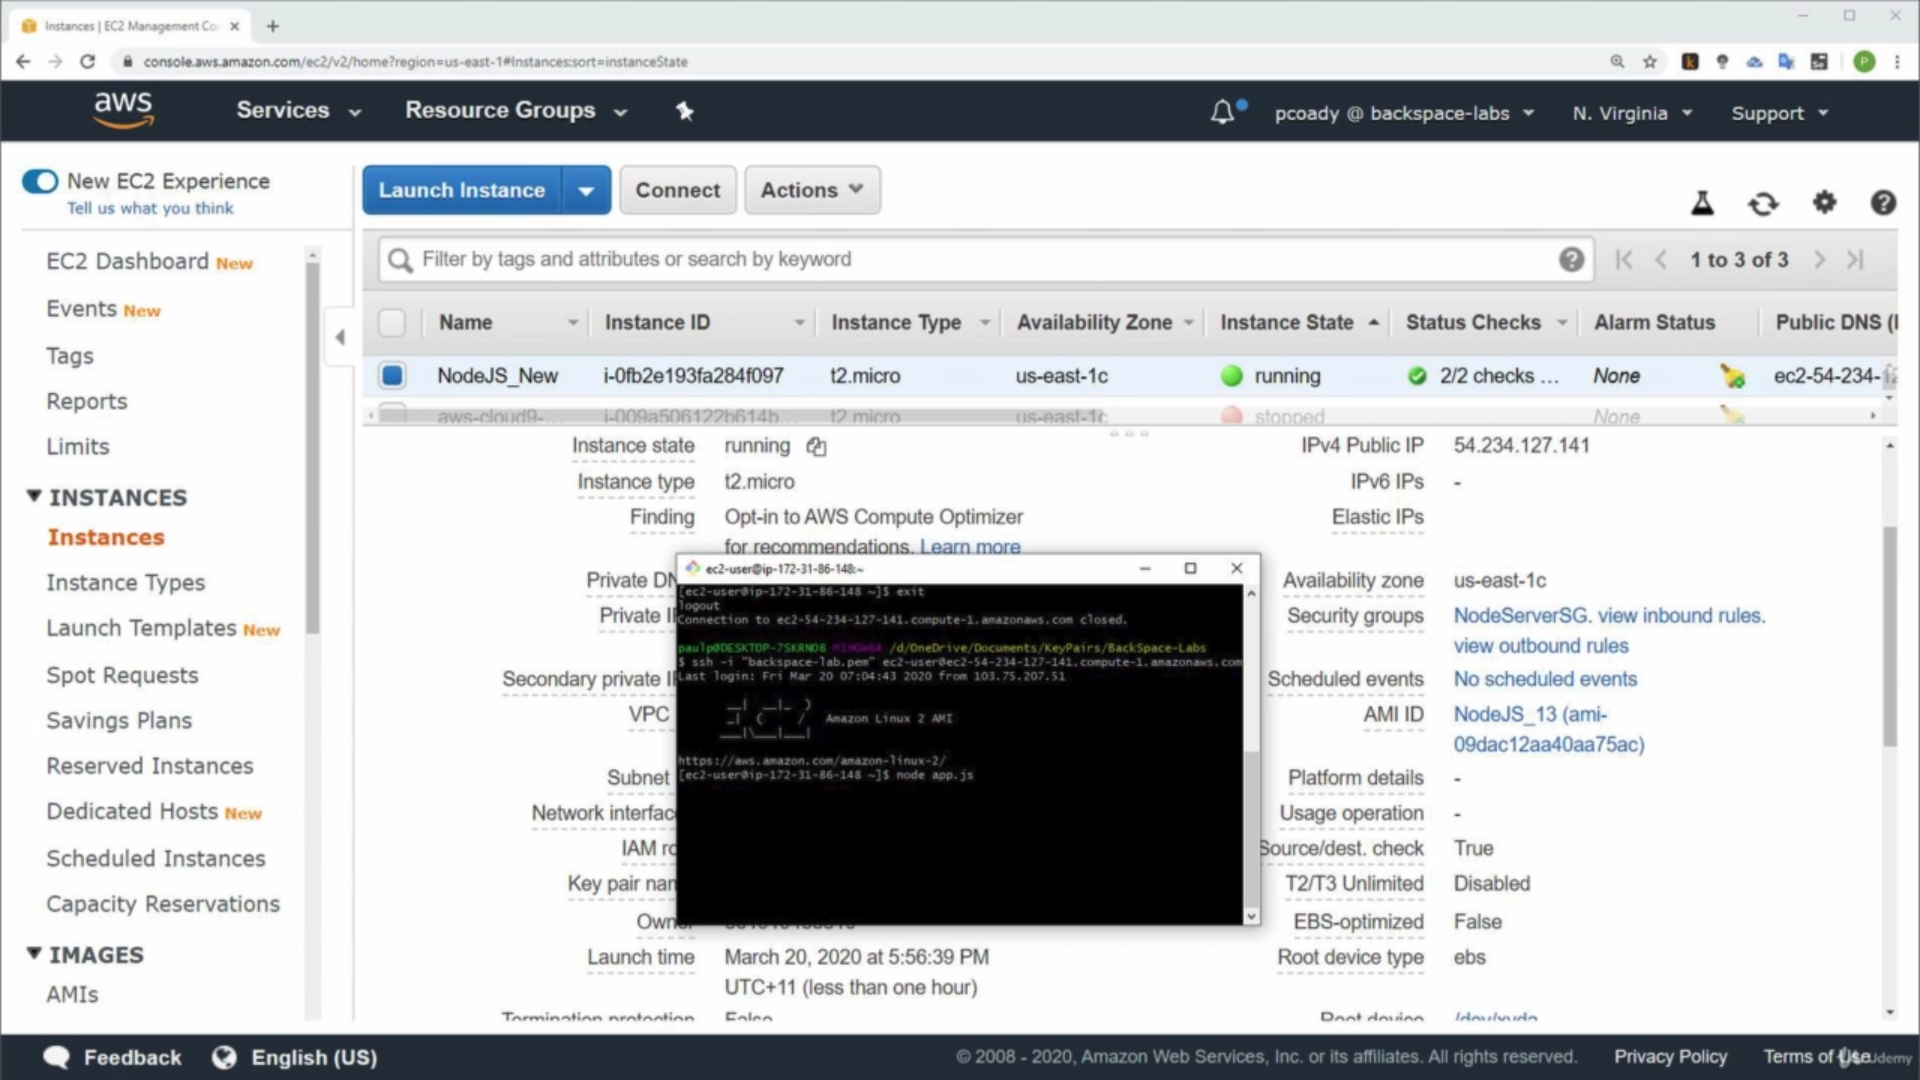 Instances | EC2 Management Co
console.aws.amazon.com/ec2/v2/home?region=us-east-1#Instances:sort=instanceState
aws
Services
Resource Groups
pcoady @ backspace-labs
N. Virginia
Support
New EC2 Experience
Tell us what you think
EC2 Dashboard New
Events New
Tags
Reports
Limits
INSTANCES
Instances
Instance Types
Launch Templates New
Spot Requests
Savings Plans
Reserved Instances
Dedicated Hosts New
Scheduled Instances
Capacity Reservations
IMAGES
AMIs
Launch Instance
Connect
Actions
Filter by tags and attributes or search by keyword
1 to 3 of 3
Name Instance ID Instance Type Availability Zone Instance State Status Checks Alarm Status Public DNS (I
NodeJS_New i-0fb2e193fa284f097 t2.micro us-east-1c running 2/2 checks ... None ec2-54-234-
aws-cloud9-... i-009a506122b614b... t2.micro us-east-1c stopped None
Instance state running
Instance type t2.micro
Finding Opt-in to AWS Compute Optimizer
for recommendations. Learn more
Private DN
Private I
Secondary private I
VPC
Subnet
Network interfac
IAM ro
Key pair nam
Owner
Launch time March 20, 2020 at 5:56:39 PM
UTC+11 (less than one hour)
Termination protection False
IPv4 Public IP 54.234.127.141
IPv6 IPs -
Elastic IPs
Availability zone us-east-1c
Security groups NodeServerSG. view inbound rules.
view outbound rules
Scheduled events No scheduled events
AMI ID NodeJS_13 (ami-
09dac12aa40aa75ac)
Platform details -
Usage operation -
Source/dest. check True
T2/T3 Unlimited Disabled
EBS-optimized False
Root device type ebs
Root device /dev/xvda
ec2-user@ip-172-31-86-148:~
[ec2-user@ip-172-31-86-148 ~]$ exit
logout
Connection to ec2-54-234-127-141.compute-1.amazonaws.com closed.
paulp@DESKTOP-7SKRNO8 MINGW64 /d/OneDrive/Documents/KeyPairs/BackSpace-Labs
$ ssh -i "backspace-lab.pem" ec2-user@ec2-54-234-127-141.compute-1.amazonaws.com
Last login: Fri Mar 20 07:04:43 2020 from 103.75.207.51
Amazon Linux 2 AMI
https://aws.amazon.com/amazon-linux-2/
[ec2-user@ip-172-31-86-148 ~]$ node app.js
Feedback
English (US)
© 2008 - 2020, Amazon Web Services, Inc. or its affiliates. All rights reserved.
Privacy Policy
Terms of Use
Udemy